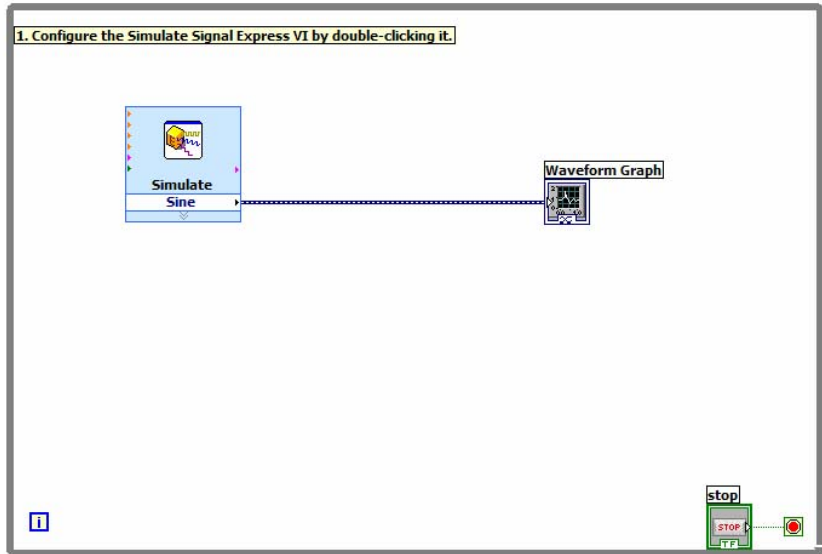 1. Configure the Simulate Signal Express VI by double-clicking it.
Simulate
Sine
Waveform Graph
stop
STOP
TF
i